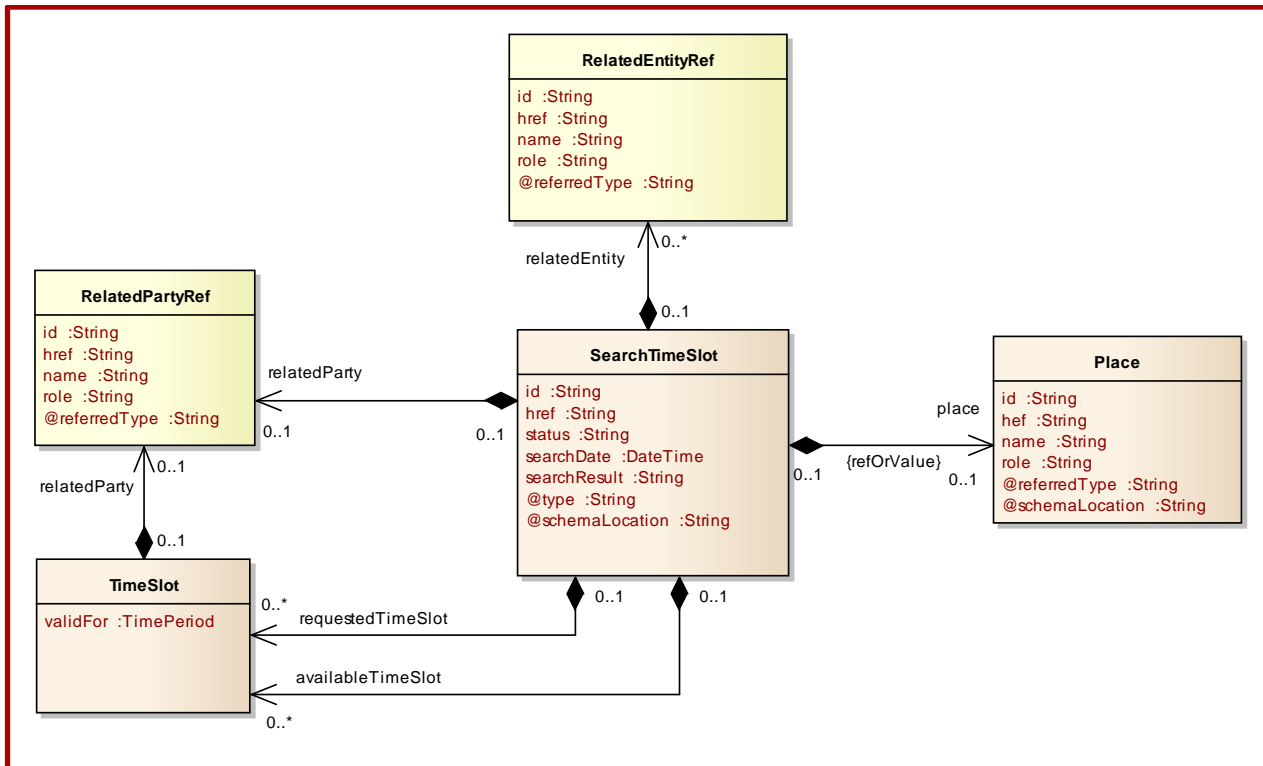 RelatedEntityRef
id :String
href :String
name :String
role :String
@referredType :String
0..*
relatedEntity
0..1
RelatedPartyRef
id :String
href :String
name :String
role :String
@referredType :String
relatedParty
0..1
0..1
SearchTimeSlot
id :String
href :String
status :String
searchDate :DateTime
searchResult :String
@type :String
@schemaLocation :String
Place
id :String
hef :String
name :String
role :String
@referredType :String
@schemaLocation :String
place
0..1
{refOrValue}
0..1
0..1
relatedParty
0..1
TimeSlot
validFor :TimePeriod
0..*
requestedTimeSlot
0..1
0..1
availableTimeSlot
0..*